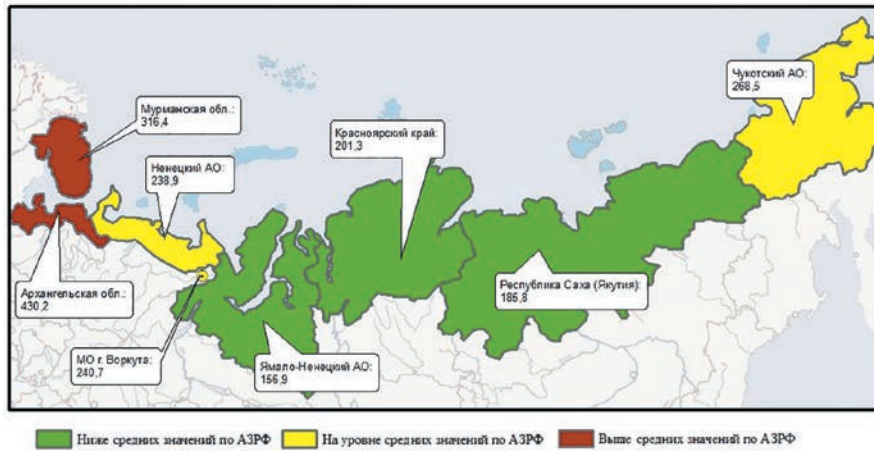 Чукотский АО:
268,5
Мурманская обл.:
316,4
Красноярский край:
201,3
Ненецкий АО:
238,9
Республика Саха (Якутия):
185,8
Архангельская обл.:
430,2
МО г. Воркута:
240,7
Ямало-Ненецкий АО:
156,9
Ниже средних значений по АЗРФ
На уровне средних значений по АЗРФ
Выше средних значений по АЗРФ